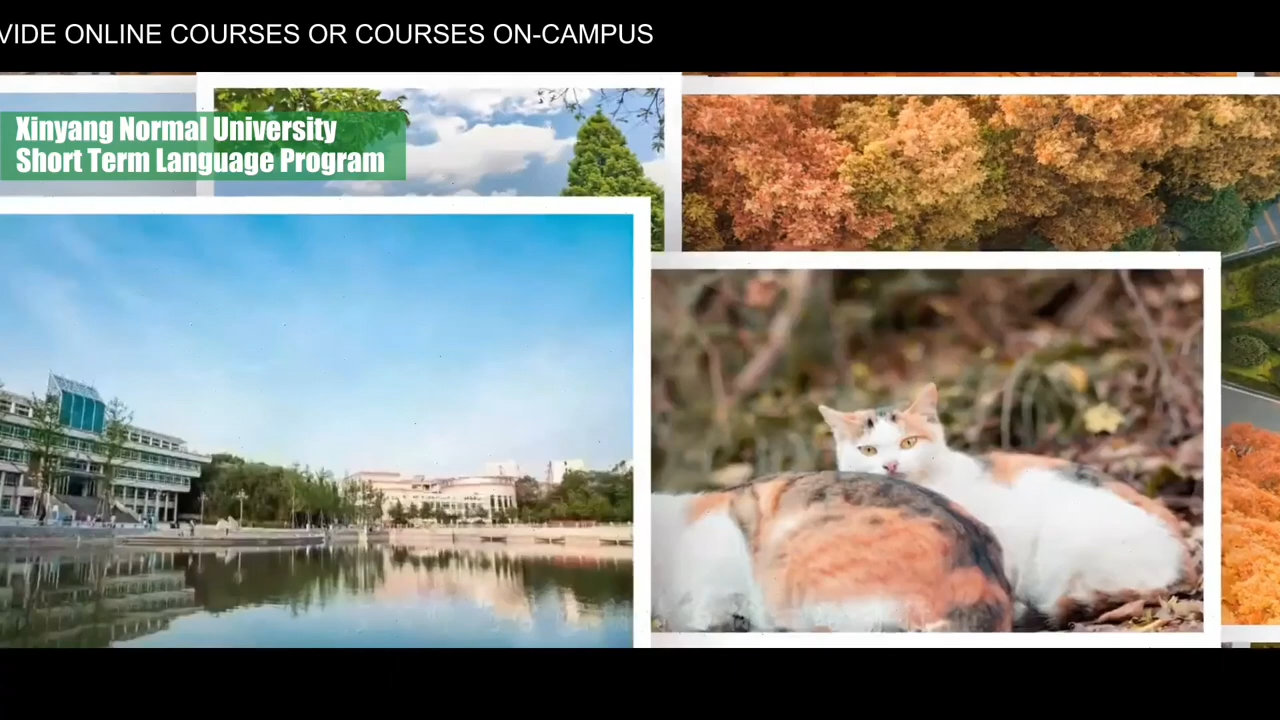 VIDE ONLINE COURSES OR COURSES ON-CAMPUS
Xinyang Normal University
Short Term Language Program